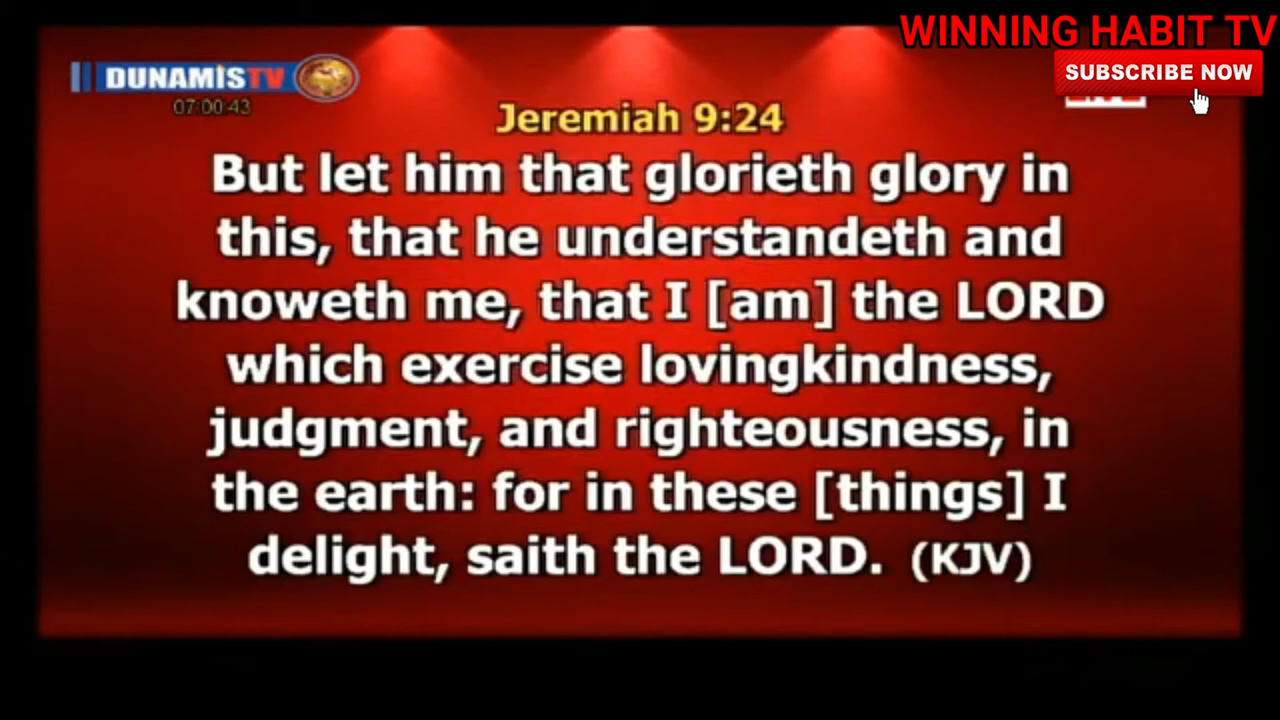 WINNING HABIT TV
DUNAMIS TV
SUBSCRIBE NOW
07:00:43
Jeremiah 9:24
But let him that glorieth glory in
this, that he understandeth and
knoweth me, that I [am] the LORD
which exercise lovingkindness,
judgment, and righteousness, in
the earth: for in these [things] I
delight, saith the LORD. (KJV)